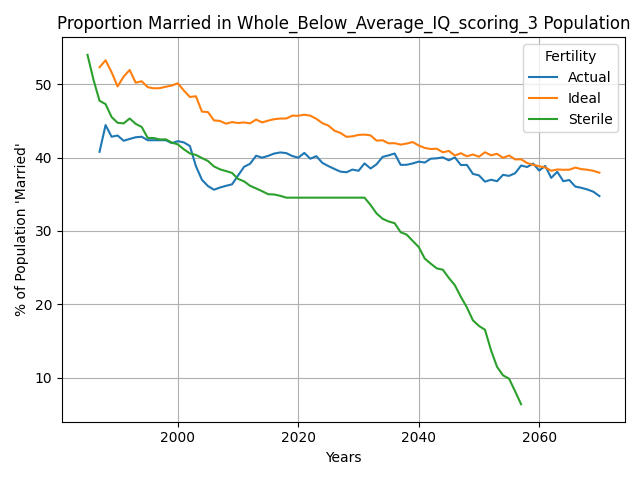 Proportion Married in Whole_Below_Average_IQ_scoring_3 Population
% of Population 'Married'
50
40
30
20
10
Fertility
Actual
Ideal
Sterile
2000 2020 2040 2060
Years